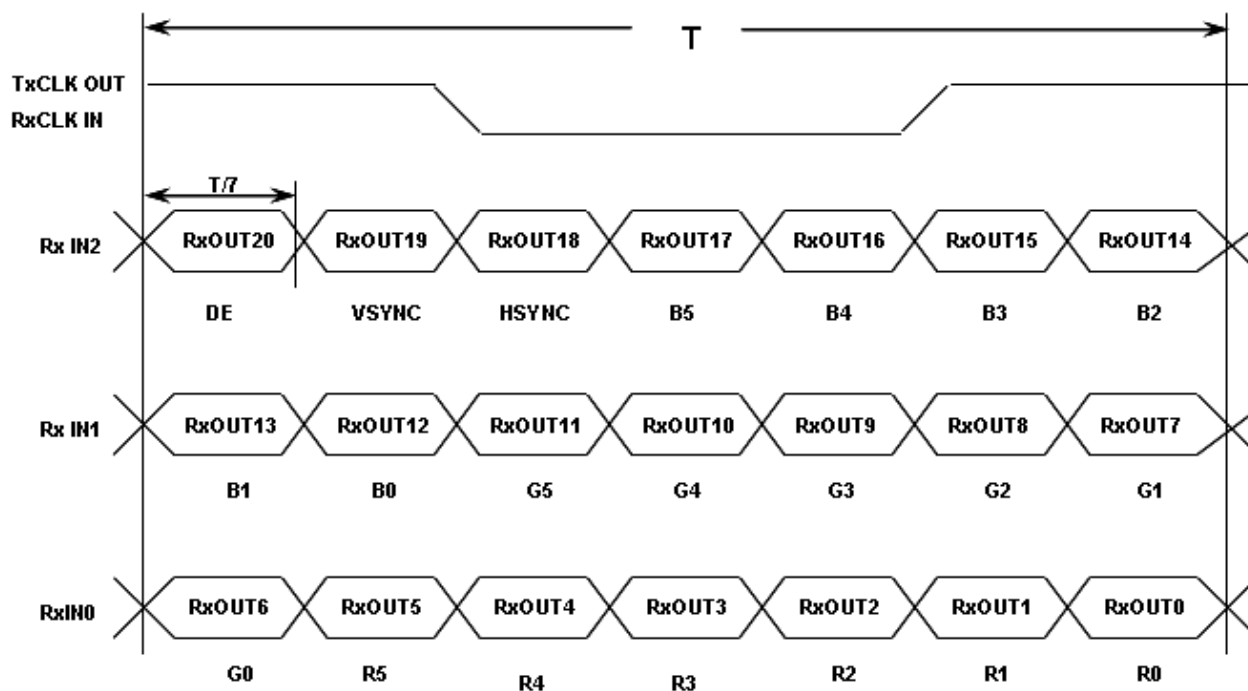 T
TxCLK OUT
RxCLK IN
T/7
Rx IN2 RxOUT20 RxOUT19 RxOUT18 RxOUT17 RxOUT16 RxOUT15 RxOUT14
DE VSYNC HSYNC B5 B4 B3 B2
Rx IN1 RxOUT13 RxOUT12 RxOUT11 RxOUT10 RxOUT9 RxOUT8 RxOUT7
B1 B0 G5 G4 G3 G2 G1
RxIN0 RxOUT6 RxOUT5 RxOUT4 RxOUT3 RxOUT2 RxOUT1 RxOUT0
G0 R5 R4 R3 R2 R1 R0